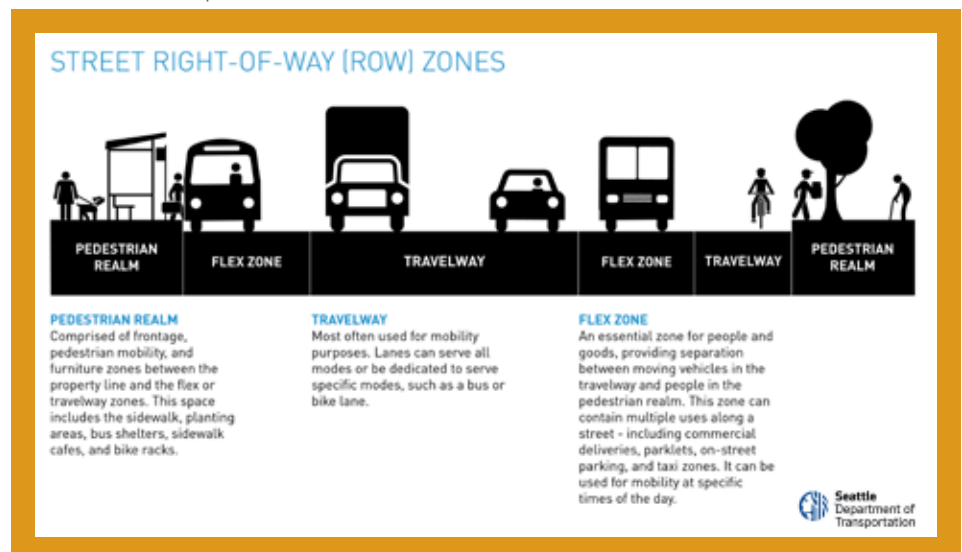 STREET RIGHT-OF-WAY (ROW) ZONES
PEDESTRIAN
REALM
FLEX ZONE
TRAVELWAY
FLEX ZONE
TRAVELWAY
PEDESTRIAN
REALM
PEDESTRIAN REALM
Comprised of frontage,
pedestrian mobility, and
furniture zones between the
property line and the flex or
travelway zones. This space
includes the sidewalk, planting
areas, bus shelters, sidewalk
cafes, and bike racks.
TRAVELWAY
Most often used for mobility
purposes. Lanes can serve all
modes or be dedicated to serve
specific modes, such as a bus or
bike lane.
FLEX ZONE
An essential zone for people and
goods, providing separation
between moving vehicles in the
travelway and people in the
pedestrian realm. This zone can
contain multiple uses along a
street - including commercial
deliveries, parklets, on-street
parking, and taxi zones. It can be
used for mobility at specific
times of the day.
Seattle
Department of
Transportation